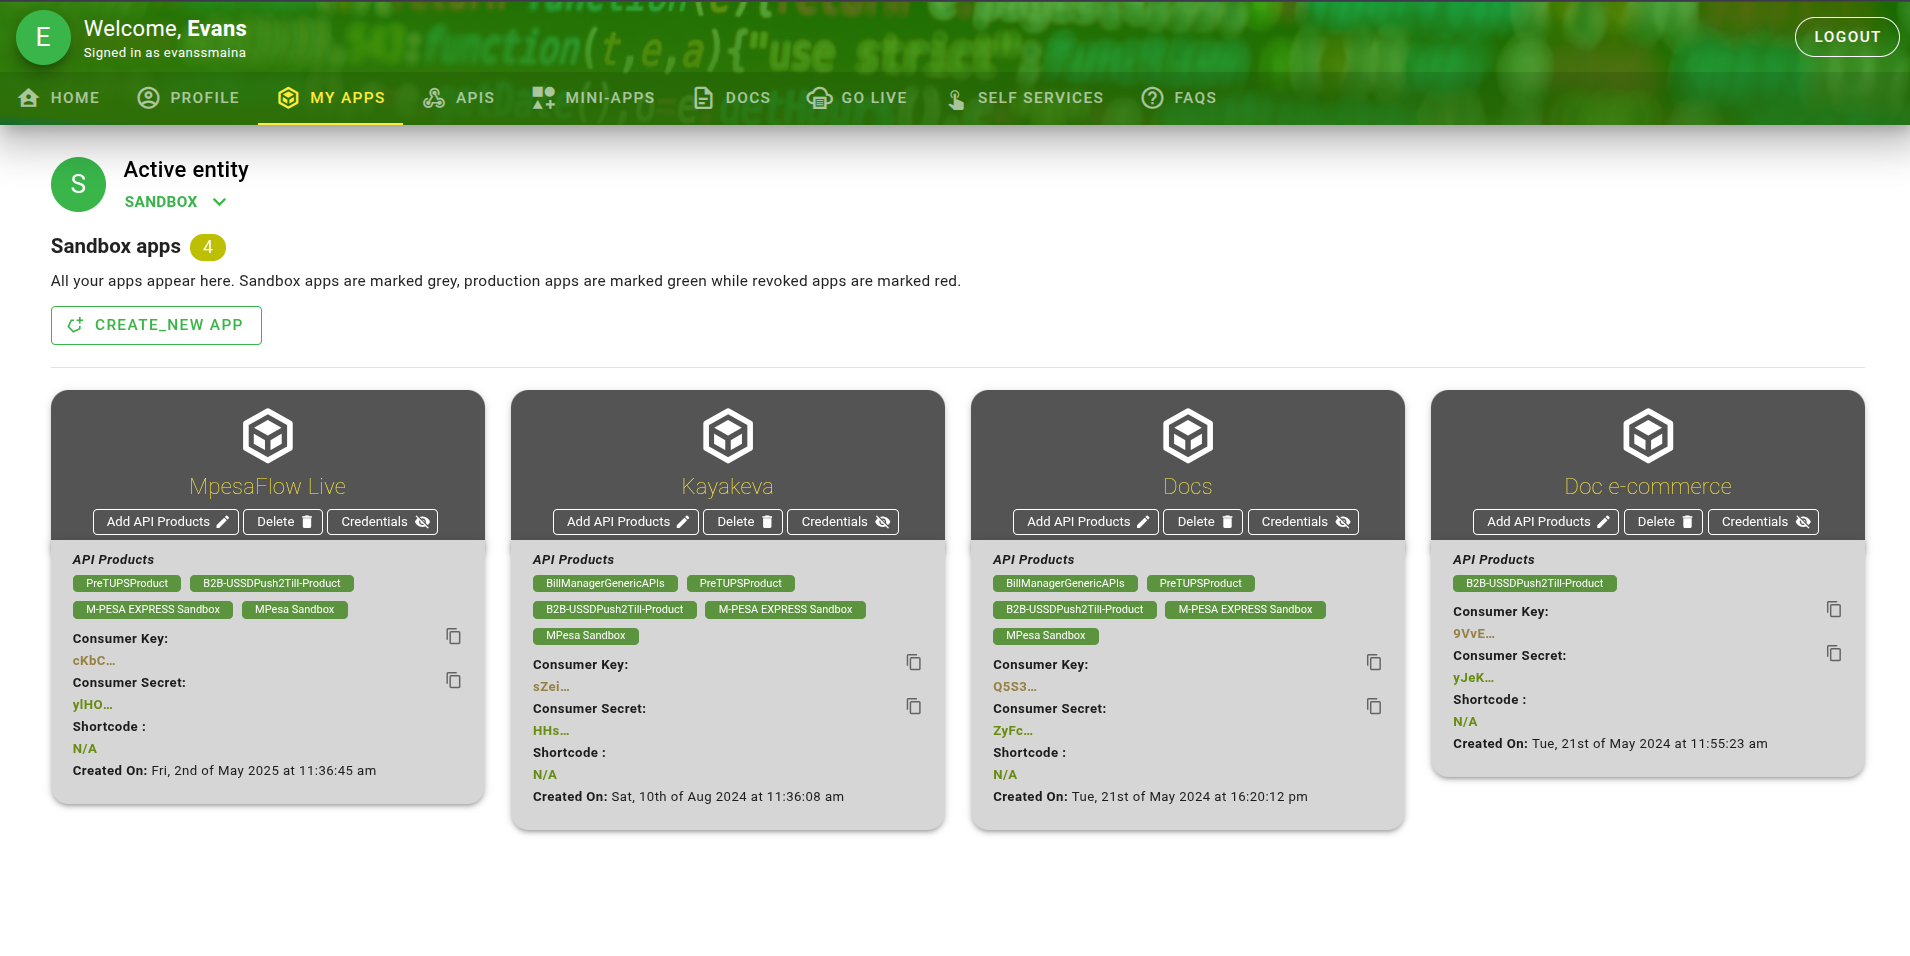 E
Welcome, Evans
Signed in as evanssmaina
function(t,e,a){"use strict"
LOGOUT
HOME PROFILE MY APPS APIS MINI-APPS DOCS GO LIVE SELF SERVICES FAQS
S
Active entity
SANDBOX
Sandbox apps 4
All your apps appear here. Sandbox apps are marked grey, production apps are marked green while revoked apps are marked red.
CREATE_NEW APP
MpesaFlow Live
Add API Products Delete Credentials
API Products
PreTUPSProduct B2B-USSDPush2Till-Product
M-PESA EXPRESS Sandbox MPesa Sandbox
Consumer Key:
cKbC...
Consumer Secret:
ylHO...
Shortcode :
N/A
Created On: Fri, 2nd of May 2025 at 11:36:45 am
Kayakeva
Add API Products Delete Credentials
API Products
BillManagerGenericAPIs PreTUPSProduct
B2B-USSDPush2Till-Product M-PESA EXPRESS Sandbox
MPesa Sandbox
Consumer Key:
sZei...
Consumer Secret:
HHs...
Shortcode :
N/A
Created On: Sat, 10th of Aug 2024 at 11:36:08 am
Docs
Add API Products Delete Credentials
API Products
BillManagerGenericAPIs PreTUPSProduct
B2B-USSDPush2Till-Product M-PESA EXPRESS Sandbox
MPesa Sandbox
Consumer Key:
Q5S3...
Consumer Secret:
ZyFc...
Shortcode :
N/A
Created On: Tue, 21st of May 2024 at 16:20:12 pm
Doc e-commerce
Add API Products Delete Credentials
API Products
B2B-USSDPush2Till-Product
Consumer Key:
9VvE...
Consumer Secret:
yJeK...
Shortcode :
N/A
Created On: Tue, 21st of May 2024 at 11:55:23 am